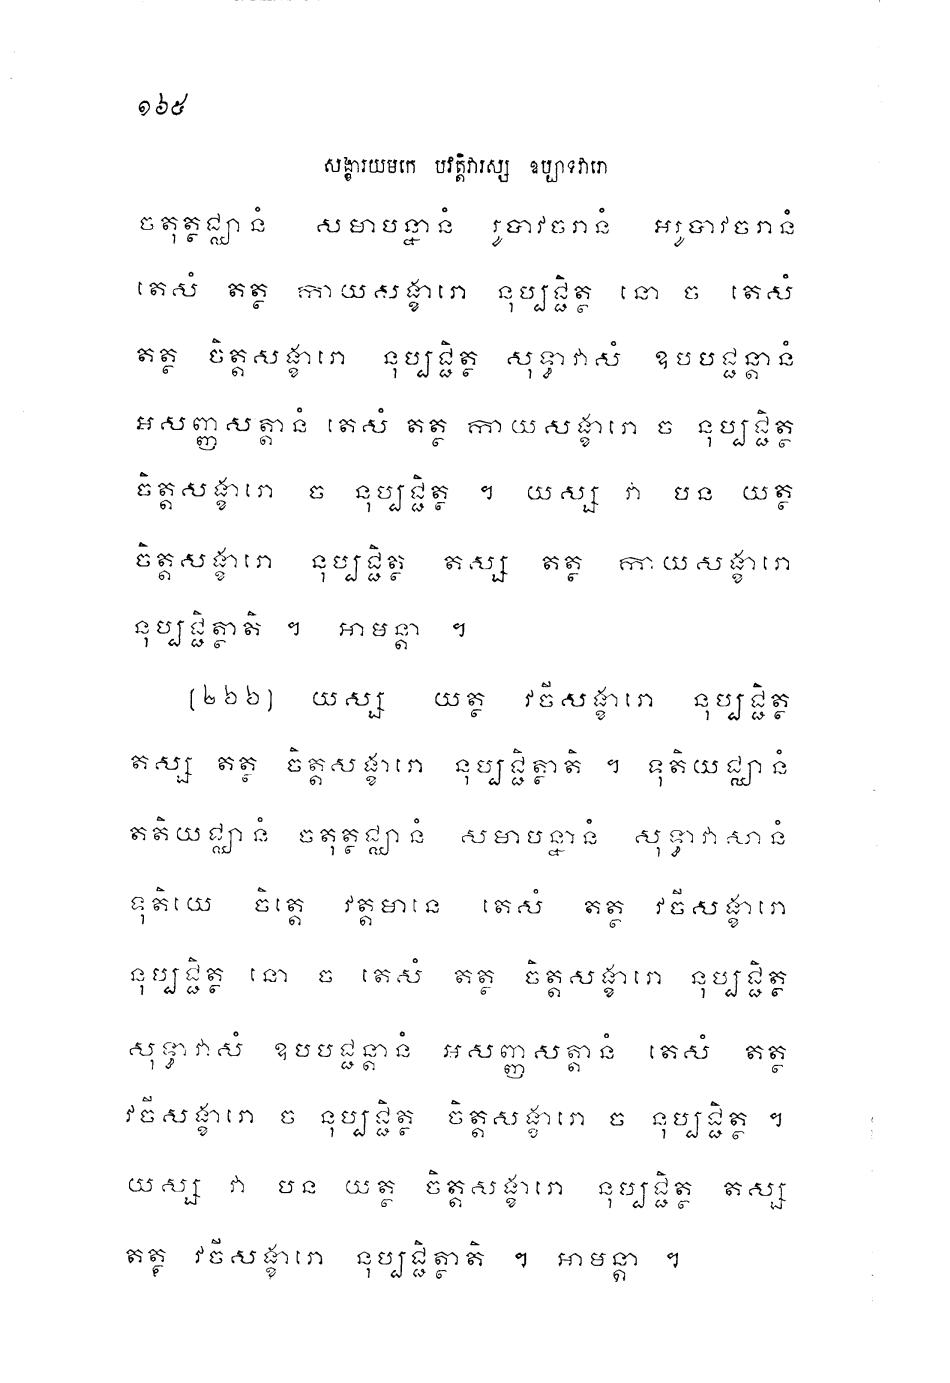 ១៦៥
សង្ខារយមកេ បវត្តិវារស្ស ឧប្បាទវារោ
ចតុត្ថជ្ឈានំ សមាបន្នានំ រូបាវចរានំ អរូបាវចរានំ
តេសំ តត្ថ កាយសង្ខារោ នុប្បជ្ជិត្ថ នោ ច តេសំ
តត្ថ ចិត្តសង្ខារោ នុប្បជ្ជិត្ថ សុទ្ធាវាសំ ឧបបជ្ជន្តានំ
អសញ្ញសត្តានំ តេសំ តត្ថ កាយសង្ខារោ ច នុប្បជ្ជិត្ថ
ចិត្តសង្ខារោ ច នុប្បជ្ជិត្ថ ។ យស្ស វា បន យត្ថ
ចិត្តសង្ខារោ នុប្បជ្ជិត្ថ តស្ស តត្ថ កាយសង្ខារោ
នុប្បជ្ជិត្ថាតិ ។ អាមន្តា ។
[២៦៦] យស្ស យត្ថ វចីសង្ខារោ នុប្បជ្ជិត្ថ
តស្ស តត្ថ ចិត្តសង្ខារោ នុប្បជ្ជិត្ថាតិ ។ ទុតិយជ្ឈានំ
តតិយជ្ឈានំ ចតុត្ថជ្ឈានំ សមាបន្នានំ សុទ្ធាវាសានំ
ទុតិយេ ចិត្តេ វត្តមានេ តេសំ តត្ថ វចីសង្ខារោ
នុប្បជ្ជិត្ថ នោ ច តេសំ តត្ថ ចិត្តសង្ខារោ នុប្បជ្ជិត្ថ
សុទ្ធាវាសំ ឧបបជ្ជន្តានំ អសញ្ញសត្តានំ តេសំ តត្ថ
វចីសង្ខារោ ច នុប្បជ្ជិត្ថ ចិត្តសង្ខារោ ច នុប្បជ្ជិត្ថ ។
យស្ស វា បន យត្ថ ចិត្តសង្ខារោ នុប្បជ្ជិត្ថ តស្ស
តត្ថ វចីសង្ខារោ នុប្បជ្ជិត្ថាតិ ។ អាមន្តា ។